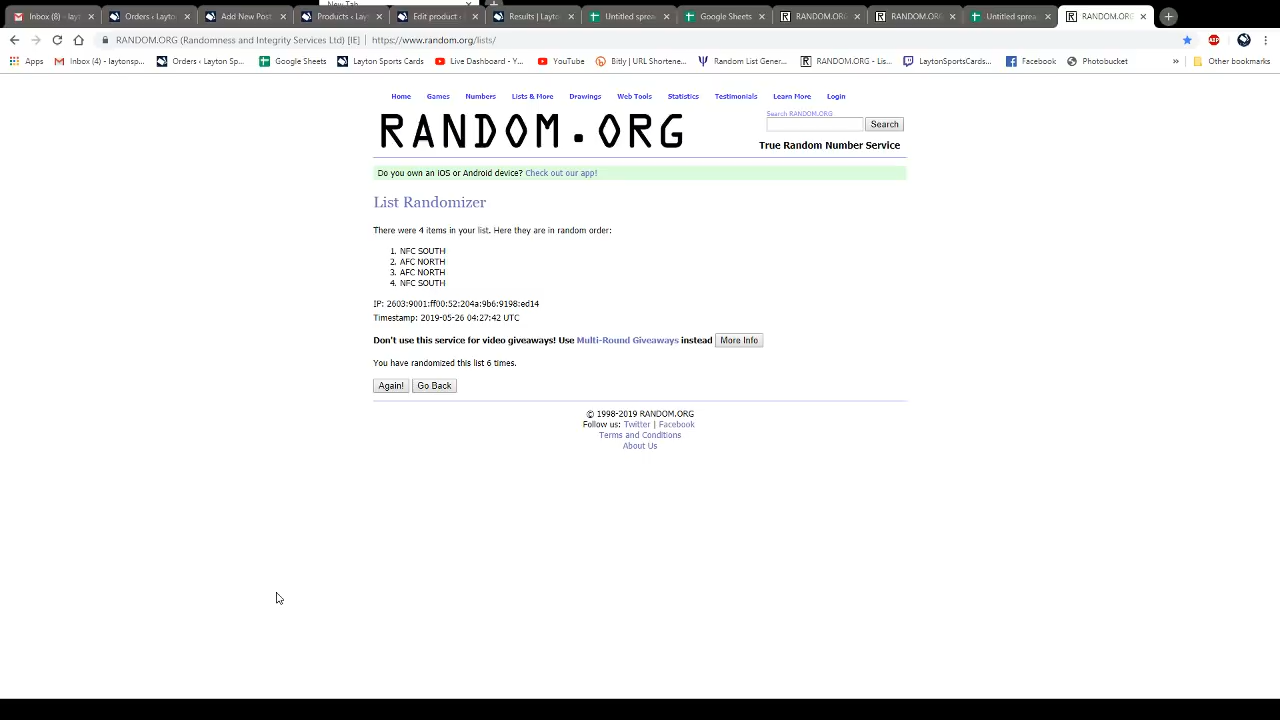 New Tab
Inbox (8) - layt
Orders ‹ Layton
Add New Post
Products ‹ Layt
Edit product ‹
Results | Layto
Untitled sprea
Google Sheets
RANDOM.ORG
RANDOM.ORG
Untitled sprea
RANDOM.ORG
RANDOM.ORG (Randomness and Integrity Services Ltd) [IE] | https://www.random.org/lists/
Apps
Inbox (4) - laytonsp...
Orders ‹ Layton Sp...
Google Sheets
Layton Sports Cards
Live Dashboard - Y...
YouTube
Bitly | URL Shortene...
Random List Gener...
RANDOM.ORG - Lis...
LaytonSportsCards...
Facebook
Photobucket
» Other bookmarks
Home Games Numbers Lists & More Drawings Web Tools Statistics Testimonials Learn More Login
RANDOM.ORG
Search RANDOM.ORG
Search
True Random Number Service
Do you own an iOS or Android device? Check out our app!
List Randomizer
There were 4 items in your list. Here they are in random order:
1. NFC SOUTH
2. AFC NORTH
3. AFC NORTH
4. NFC SOUTH
IP: 2603:9001:ff00:52:204a:9b6:9198:ed14
Timestamp: 2019-05-26 04:27:42 UTC
Don't use this service for video giveaways! Use Multi-Round Giveaways instead More Info
You have randomized this list 6 times.
Again! Go Back
© 1998-2019 RANDOM.ORG
Follow us: Twitter | Facebook
Terms and Conditions
About Us